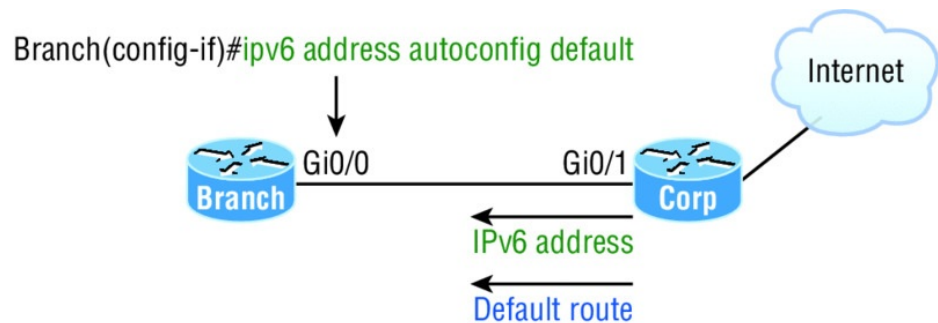 Branch(config-if)#ipv6 address autoconfig default
Internet
Gi0/0
Gi0/1
Branch
Corp
IPv6 address
Default route